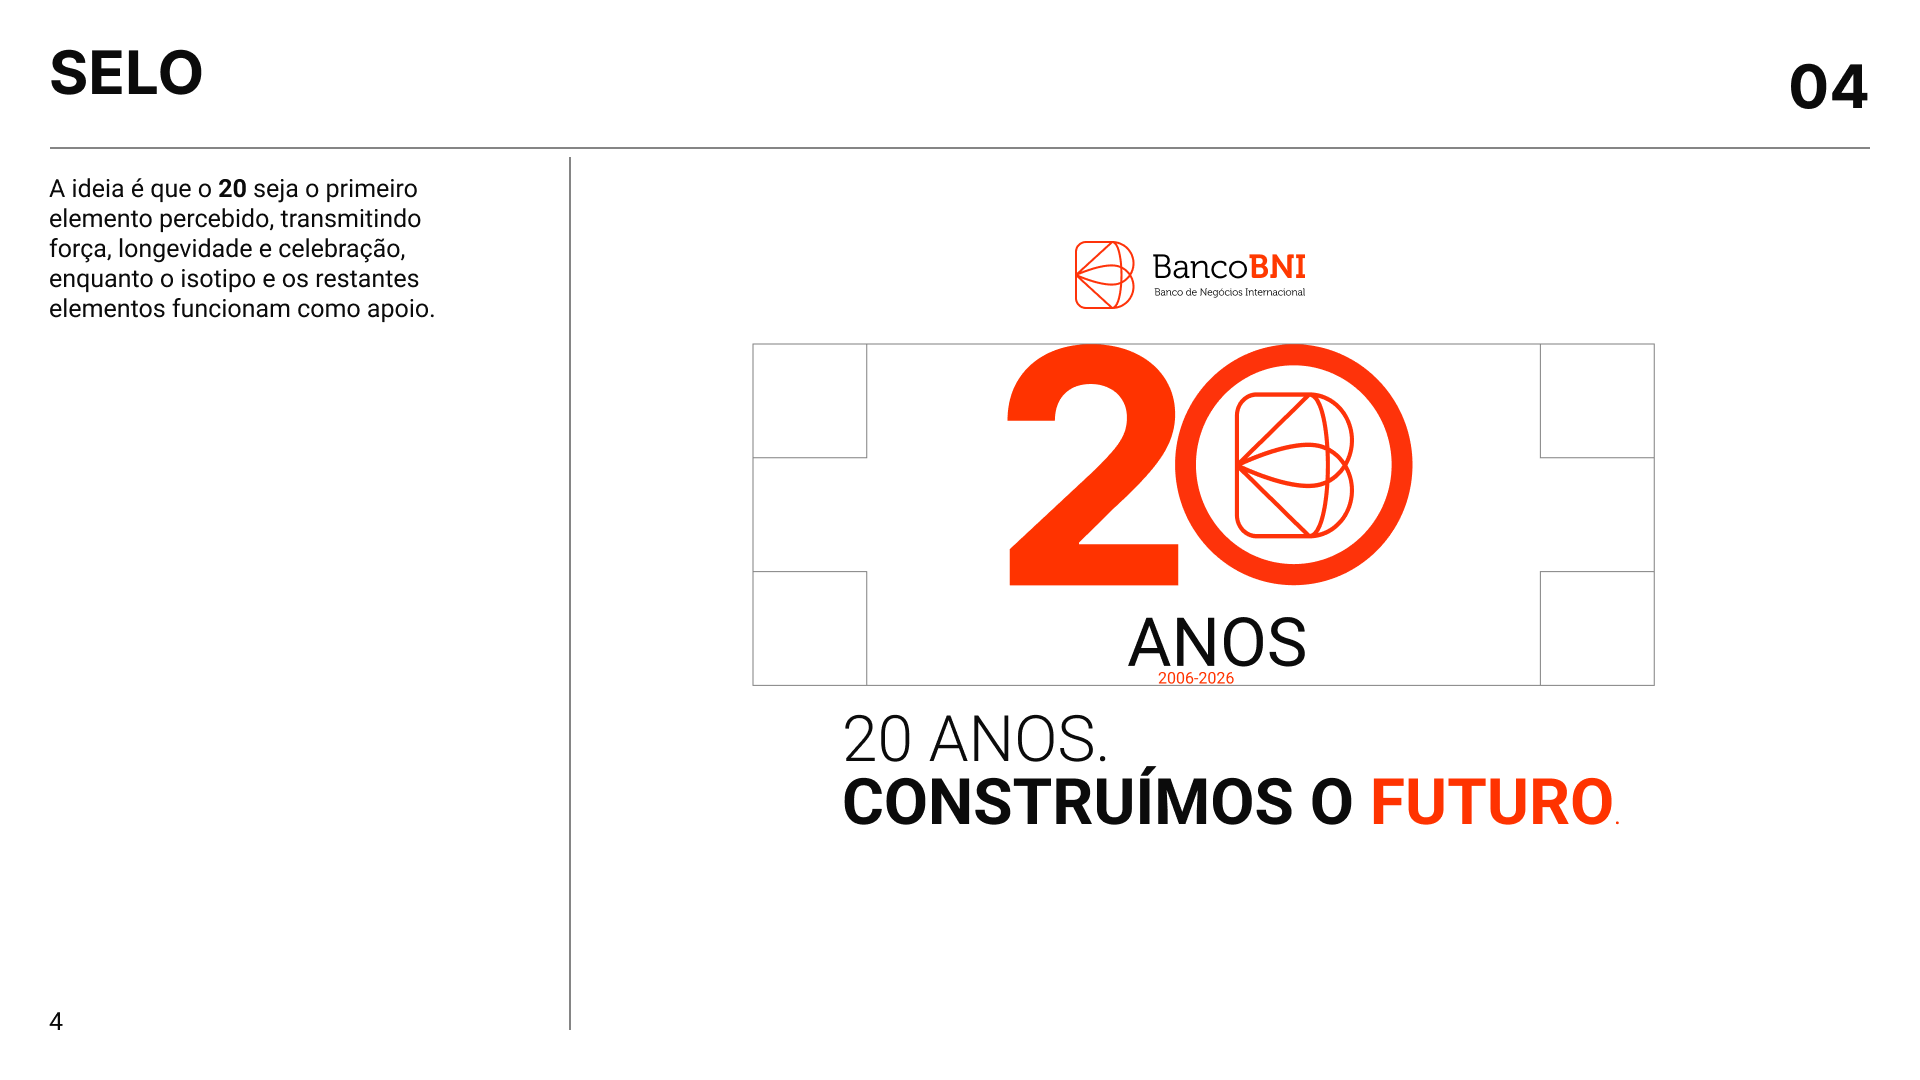 SELO
04
A ideia é que o 20 seja o primeiro
elemento percebido, transmitindo
força, longevidade e celebração,
enquanto o isotipo e os restantes
elementos funcionam como apoio.
BancoBNI
Banco de Negócios Internacional
20
ANOS
2006-2026
20 ANOS.
CONSTRUÍMOS O FUTURO.
4